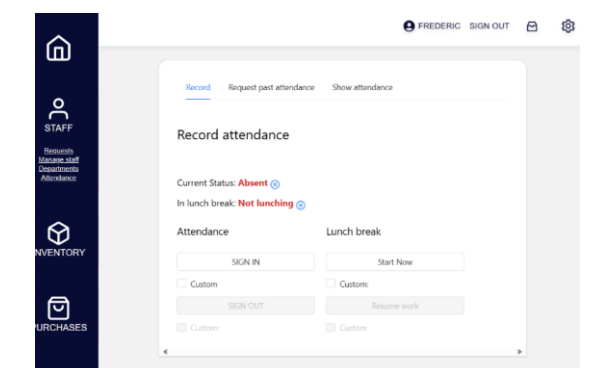 FREDERIC SIGN OUT
STAFF
Requests
Manage staff
Departments
Attendance
NVENTORY
URCHASES
Record Request past attendance Show attendance
Record attendance
Current Status: Absent
In lunch break: Not lunching
Attendance Lunch break
SIGN IN Start Now
Custom Custom:
SIGN OUT Resume work
Custom: Custom